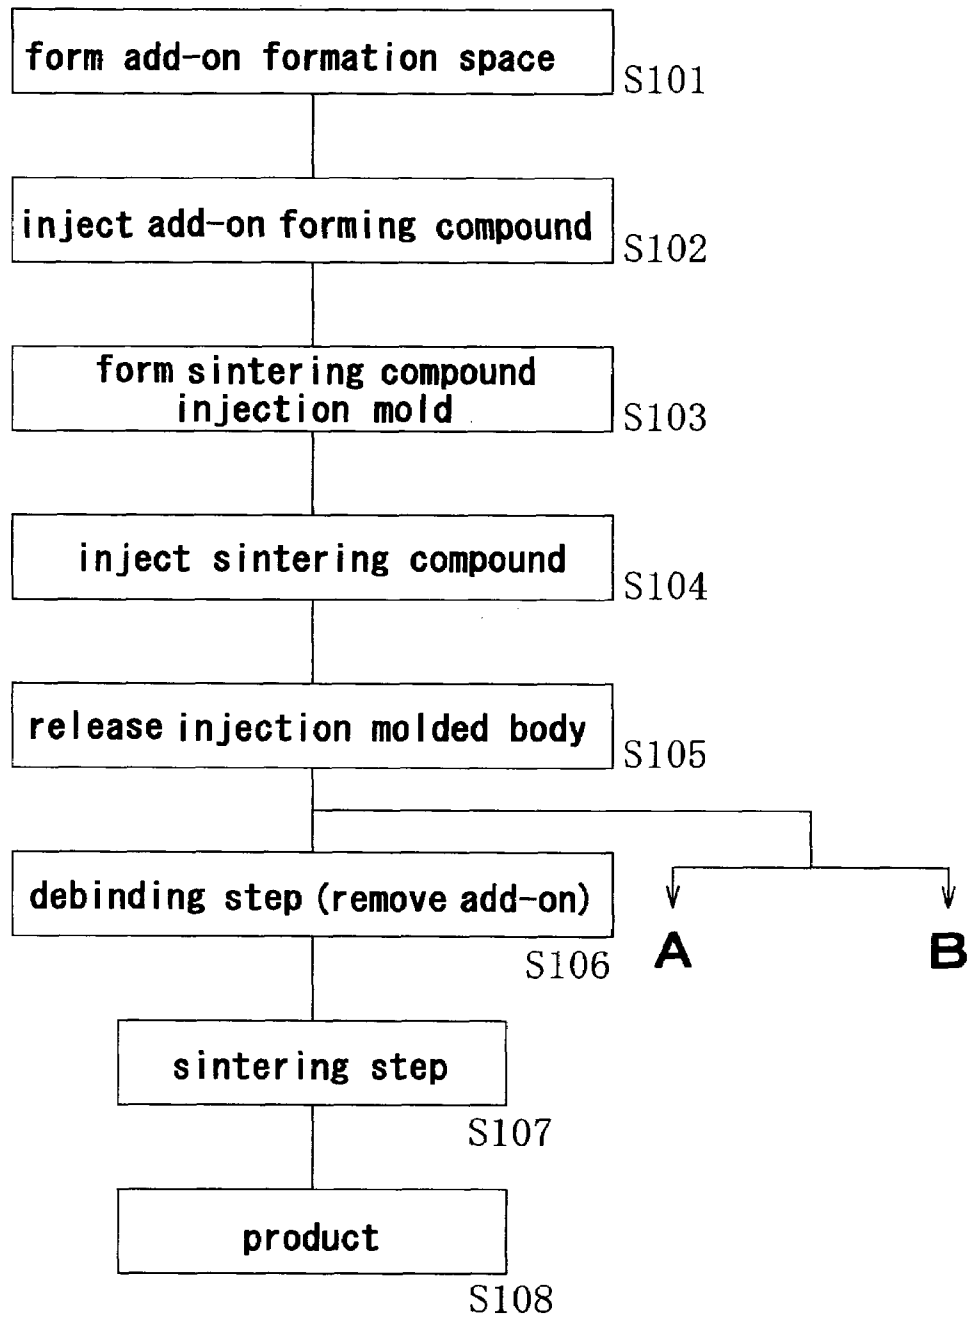 form add-on formation space
S101
inject add-on forming compound
S102
form sintering compound
injection mold
S103
inject sintering compound
S104
release injection molded body
S105
debinding step (remove add-on)
S106
A
B
sintering step
S107
product
S108